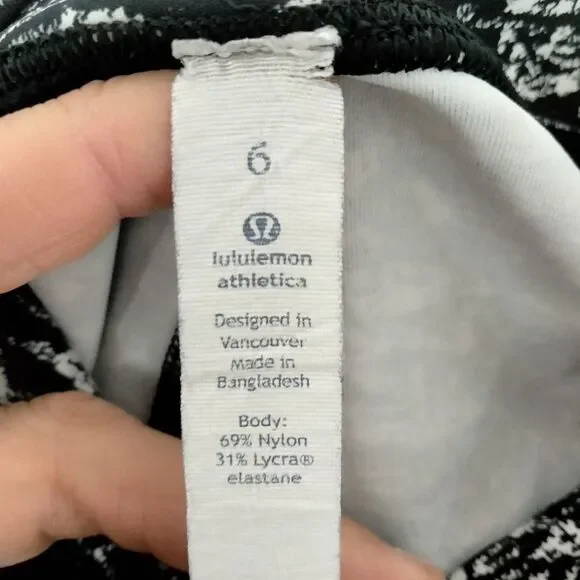 6
lululemon
athletica
Designed in
Vancouver
Made in
Bangladesh
Body:
69% Nylon
31% Lycra®
elastane